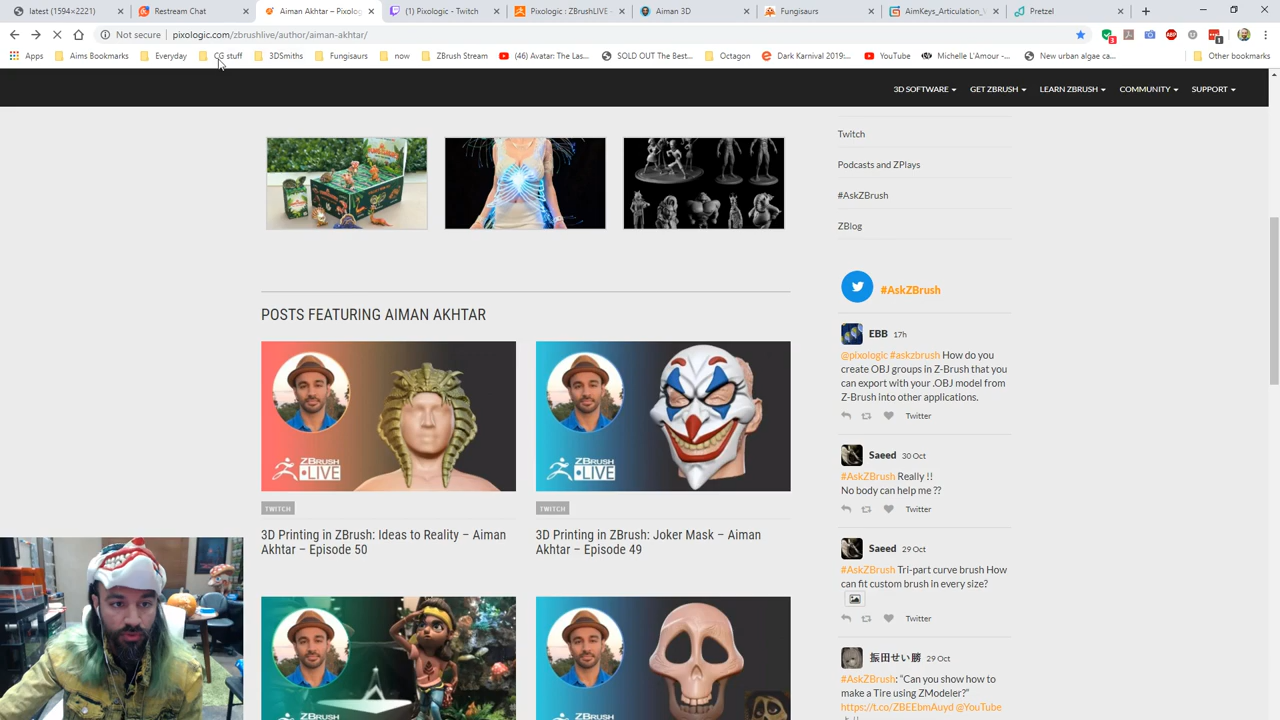 latest (1594×2221)
Restream Chat
Aiman Akhtar – Pixolog
(1) Pixologic - Twitch
Pixologic : ZBrushLIVE -
Aiman 3D
Fungisaurs
AimKeys_Articulation_
Pretzel
Not secure | pixologic.com/zbrushlive/author/aiman-akhtar/
Apps
Aims Bookmarks
Everyday
CG stuff
3DSmiths
Fungisaurs
now
ZBrush Stream
(46) Avatar: The Las...
SOLD OUT The Best...
Octagon
Dark Karnival 2019:...
YouTube
Michelle L'Amour -...
New urban algae ca...
Other bookmarks
3D SOFTWARE
GET ZBRUSH
LEARN ZBRUSH
COMMUNITY
SUPPORT
POSTS FEATURING AIMAN AKHTAR
ZBRUSH
LIVE
TWITCH
3D Printing in ZBrush: Ideas to Reality – Aiman
Akhtar – Episode 50
ZBRUSH
LIVE
TWITCH
3D Printing in ZBrush: Joker Mask – Aiman
Akhtar – Episode 49
ZBRUSH
ZBRUSH
Twitch
Podcasts and ZPlays
#AskZBrush
ZBlog
#AskZBrush
EBB 17h
@pixologic #askzbrush How do you
create OBJ groups in Z-Brush that you
can export with your .OBJ model from
Z-Brush into other applications.
Twitter
Saeed 30 Oct
#AskZBrush Really !!
No body can help me ??
Twitter
Saeed 29 Oct
#AskZBrush Tri-part curve brush How
can fit custom brush in every size?
Twitter
振田せい勝 29 Oct
#AskZBrush: “Can you show how to
make a Tire using ZModeler?”
https://t.co/ZBEEbmAuyd @YouTube